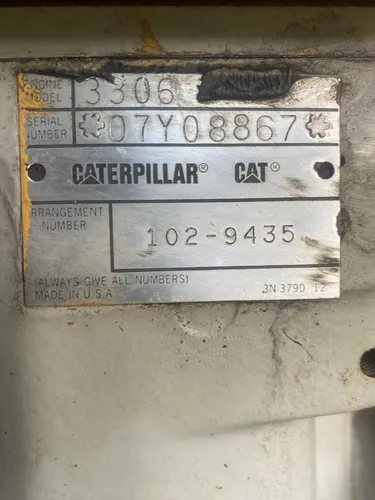 ENGINE MODEL 3306
SERIAL NUMBER *07Y08867*
CATERPILLAR® CAT®
ARRANGEMENT NUMBER 102-9435
(ALWAYS GIVE ALL NUMBERS)
MADE IN U.S.A 3N-3790 12